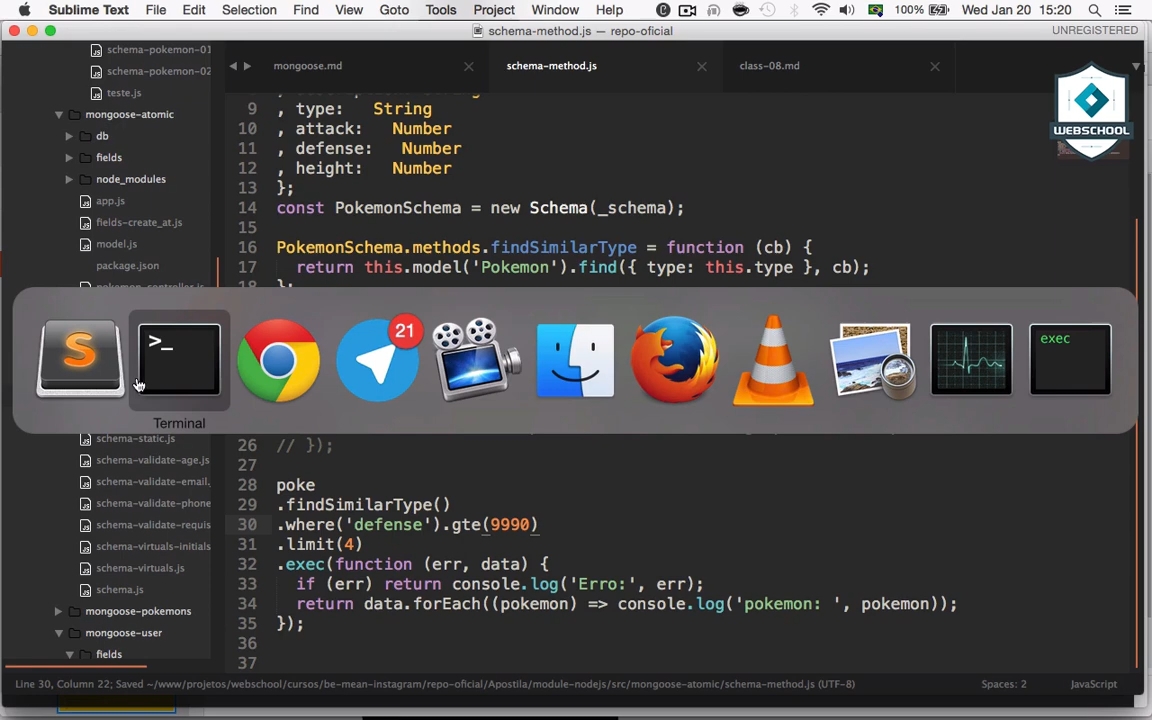 Sublime Text File Edit Selection Find View Goto Tools Project Window Help 100% Wed Jan 20 15:20
schema-method.js — repo-oficial UNREGISTERED
schema-pokemon-01
schema-pokemon-02
teste.js
mongoose-atomic
db
fields
node_modules
app.js
fields-create_at.js
model.js
package.json
schema-static.js
schema-validate-age.js
schema-validate-email.
schema-validate-phone
schema-validate-requis
schema-virtuals-initials
schema-virtuals.js
schema.js
mongoose-pokemons
mongoose-user
fields
mongoose.md schema-method.js class-08.md
WEBSCHOOL
9 , type: String
10 , attack: Number
11 , defense: Number
12 , height: Number
13 };
14 const PokemonSchema = new Schema(_schema);
15
16 PokemonSchema.methods.findSimilarType = function (cb) {
17 return this.model('Pokemon').find({ type: this.type }, cb);
18 };
21
>_
exec
Terminal
26 // });
27
28 poke
29 .findSimilarType()
30 .where('defense').gte(9990)
31 .limit(4)
32 .exec(function (err, data) {
33 if (err) return console.log('Erro:', err);
34 return data.forEach((pokemon) => console.log('pokemon: ', pokemon));
35 });
36
37
Line 30, Column 22; Saved ~/www/projetos/webschool/cursos/be-mean-instagram/repo-oficial/Apostila/module-nodejs/src/mongoose-atomic/schema-method.js (UTF-8) Spaces: 2 JavaScript